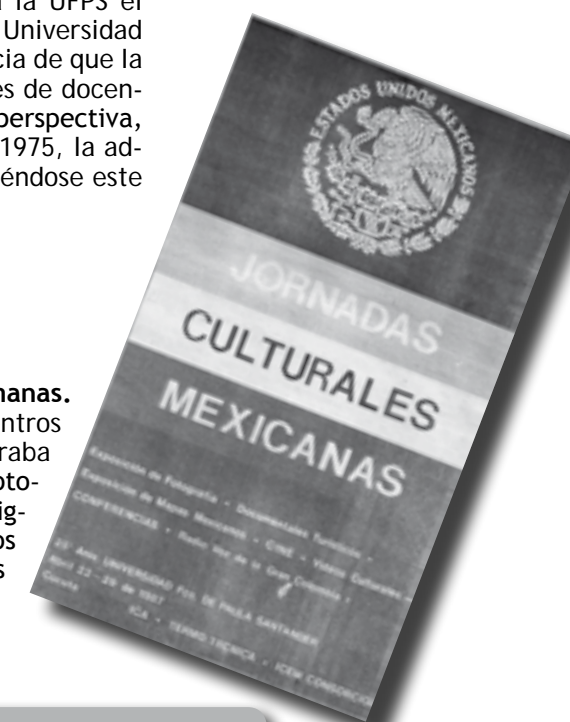 a la UFPS el
Universidad
cia de que la
es de docen-
perspectiva,
1975, la ad-
éndose este
nanas.
ntros
raba
oto-
ig-
os
s
ESTADOS UNIDOS MEXICANOS
JORNADAS
CULTURALES
MEXICANAS
Exposición de Fotografía - Documentales Turísticos -
Exposición de Mapas Mexicanos - CINE - Videos Culturales -
CONFERENCIAS - Radio Voz de la Gran Colombia
25 Aniv. UNIVERSIDAD FCO. DE PAULA SANTANDER
Abril 22 - 29 de 1987
Cúcuta
ICA - TERMO TECNICA - ICEM CONSORCIO